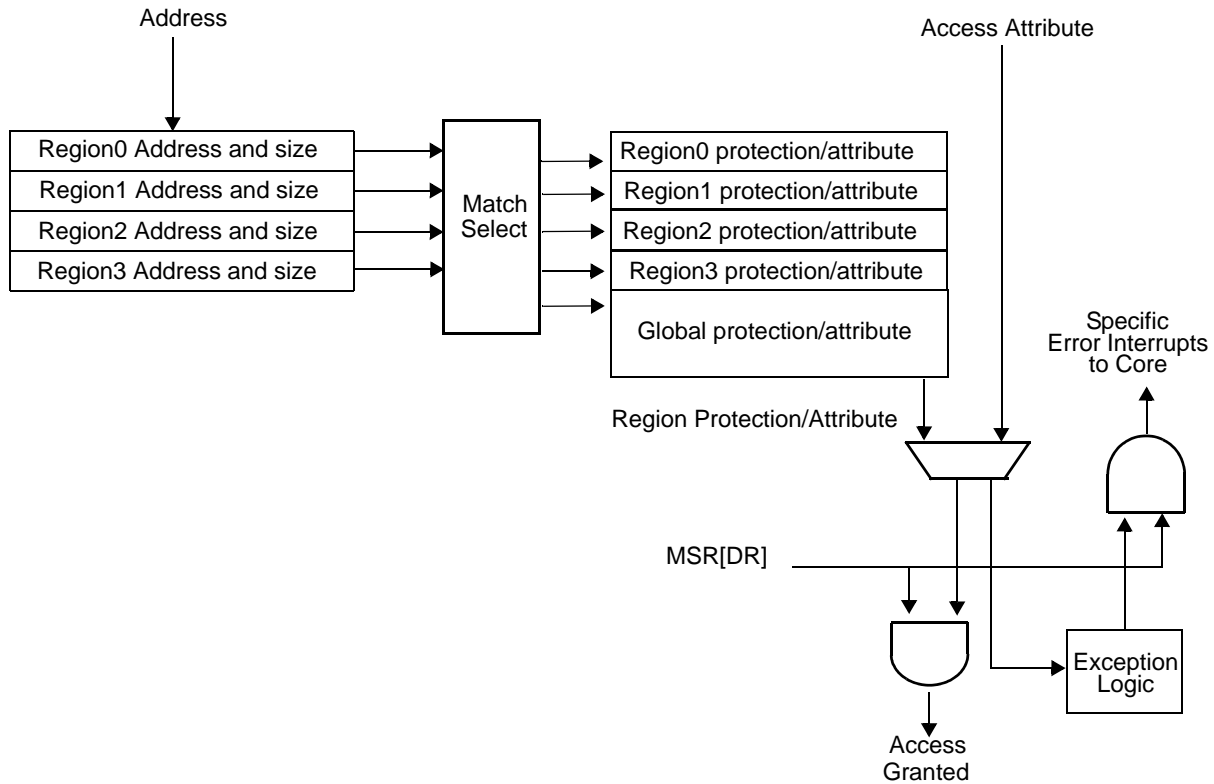 Address
Access Attribute
Region0 Address and size
Region1 Address and size
Region2 Address and size
Region3 Address and size
Match
Select
Region0 protection/attribute
Region1 protection/attribute
Region2 protection/attribute
Region3 protection/attribute
Global protection/attribute
Specific
Error Interrupts
to Core
Region Protection/Attribute
MSR[DR]
Exception
Logic
Access
Granted